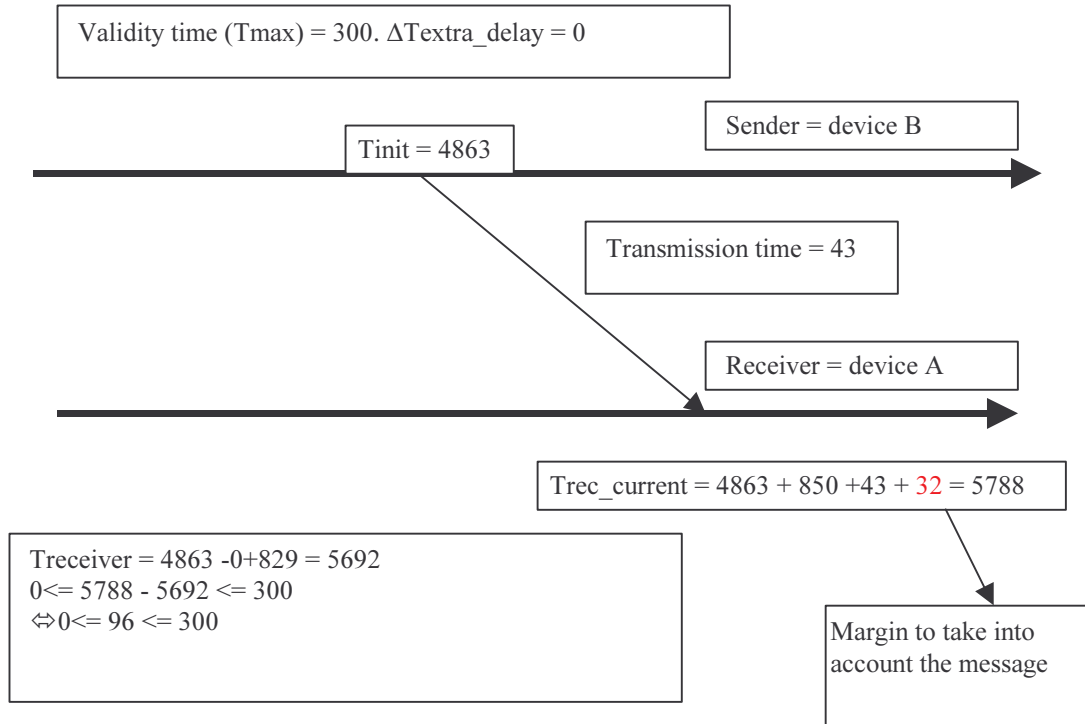 Validity time (Tmax) = 300. ΔTextra_delay = 0
Sender = device B
Tinit = 4863
Transmission time = 43
Receiver = device A
Trec_current = 4863 + 850 +43 + 32 = 5788
Treceiver = 4863 -0+829 = 5692
0<= 5788 - 5692 <= 300
⇔0<= 96 <= 300
Margin to take into
account the message